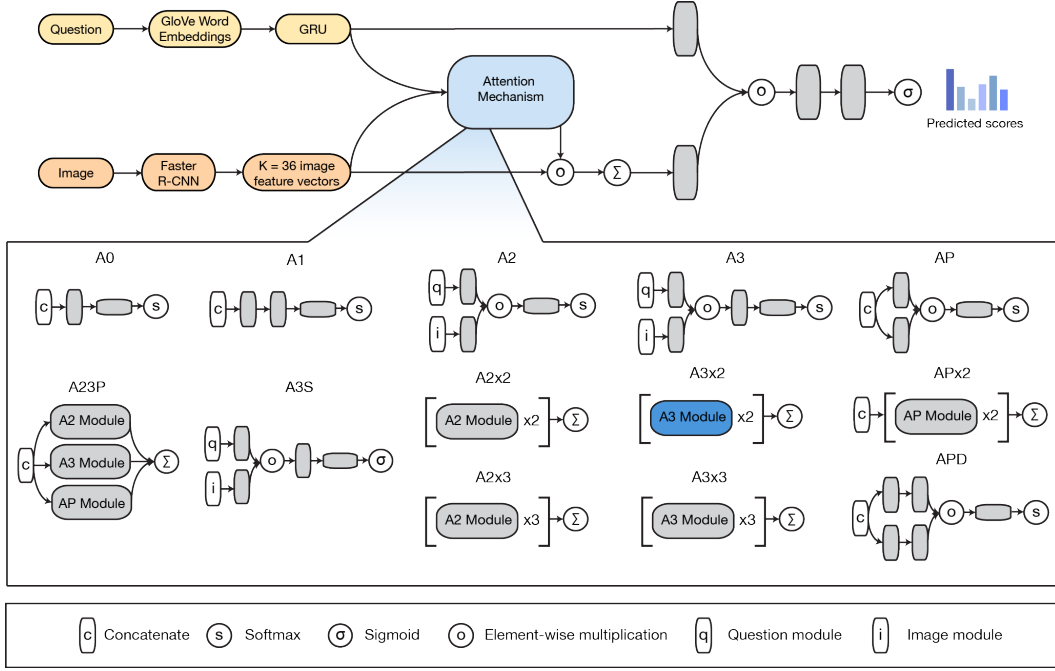 Question
GloVe Word
Embeddings
GRU
Attention
Mechanism
o
σ
Predicted scores
Image
Faster
R-CNN
K = 36 image
feature vectors
o
∑
A0
A1
A2
A3
AP
c
s
c
s
q
i
o
s
q
i
o
s
c
o
s
A23P
A3S
A2x2
A3x2
APx2
c
A2 Module
A3 Module
AP Module
∑
q
i
o
σ
A2 Module
x2
∑
A3 Module
x2
∑
c
AP Module
x2
∑
A2x3
A3x3
APD
A2 Module
x3
∑
A3 Module
x3
∑
c
o
s
c Concatenate
s Softmax
σ Sigmoid
o Element-wise multiplication
q Question module
i Image module